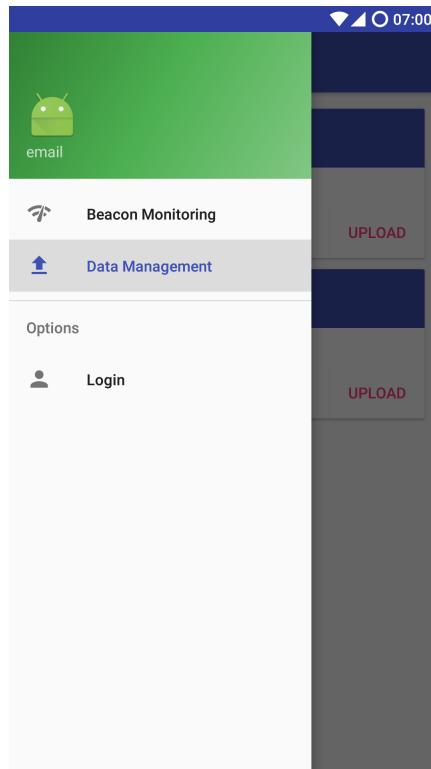 07:00
email
Beacon Monitoring
UPLOAD
Data Management
Options
Login
UPLOAD